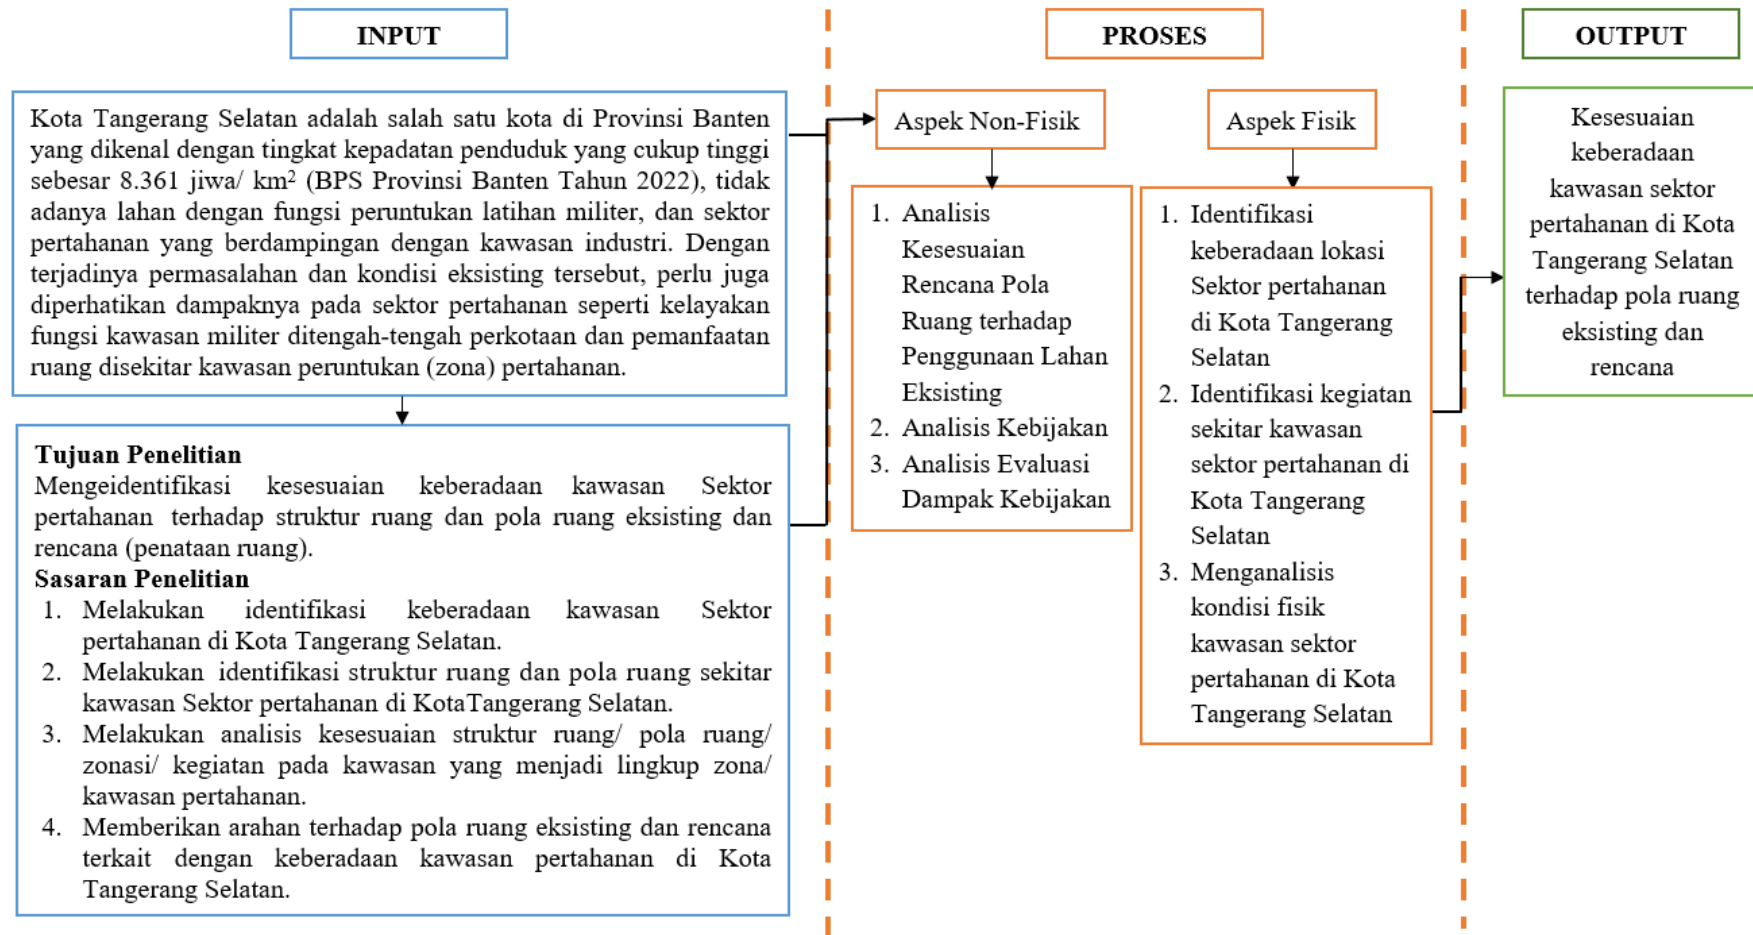 INPUT
Kota Tangerang Selatan adalah salah satu kota di Provinsi Banten
yang dikenal dengan tingkat kepadatan penduduk yang cukup tinggi
sebesar 8.361 jiwa/ km² (BPS Provinsi Banten Tahun 2022), tidak
adanya lahan dengan fungsi peruntukan latihan militer, dan sektor
pertahanan yang berdampingan dengan kawasan industri. Dengan
terjadinya permasalahan dan kondisi eksisting tersebut, perlu juga
diperhatikan dampaknya pada sektor pertahanan seperti kelayakan
fungsi kawasan militer ditengah-tengah perkotaan dan pemanfaatan
ruang disekitar kawasan peruntukan (zona) pertahanan.
Tujuan Penelitian
Mengeidentifikasi kesesuaian keberadaan kawasan Sektor
pertahanan terhadap struktur ruang dan pola ruang eksisting dan
rencana (penataan ruang).
Sasaran Penelitian
1. Melakukan identifikasi keberadaan kawasan Sektor
pertahanan di Kota Tangerang Selatan.
2. Melakukan identifikasi struktur ruang dan pola ruang sekitar
kawasan Sektor pertahanan di KotaTangerang Selatan.
3. Melakukan analisis kesesuaian struktur ruang/ pola ruang/
zonasi/ kegiatan pada kawasan yang menjadi lingkup zona/
kawasan pertahanan.
4. Memberikan arahan terhadap pola ruang eksisting dan rencana
terkait dengan keberadaan kawasan pertahanan di Kota
Tangerang Selatan.
PROSES
Aspek Non-Fisik
1. Analisis
Kesesuaian
Rencana Pola
Ruang terhadap
Penggunaan Lahan
Eksisting
2. Analisis Kebijakan
3. Analisis Evaluasi
Dampak Kebijakan
Aspek Fisik
1. Identifikasi
keberadaan lokasi
Sektor pertahanan
di Kota Tangerang
Selatan
2. Identifikasi kegiatan
sekitar kawasan
sektor pertahanan di
Kota Tangerang
Selatan
3. Menganalisis
kondisi fisik
kawasan sektor
pertahanan di Kota
Tangerang Selatan
OUTPUT
Kesesuaian
keberadaan
kawasan sektor
pertahanan di Kota
Tangerang Selatan
terhadap pola ruang
eksisting dan
rencana